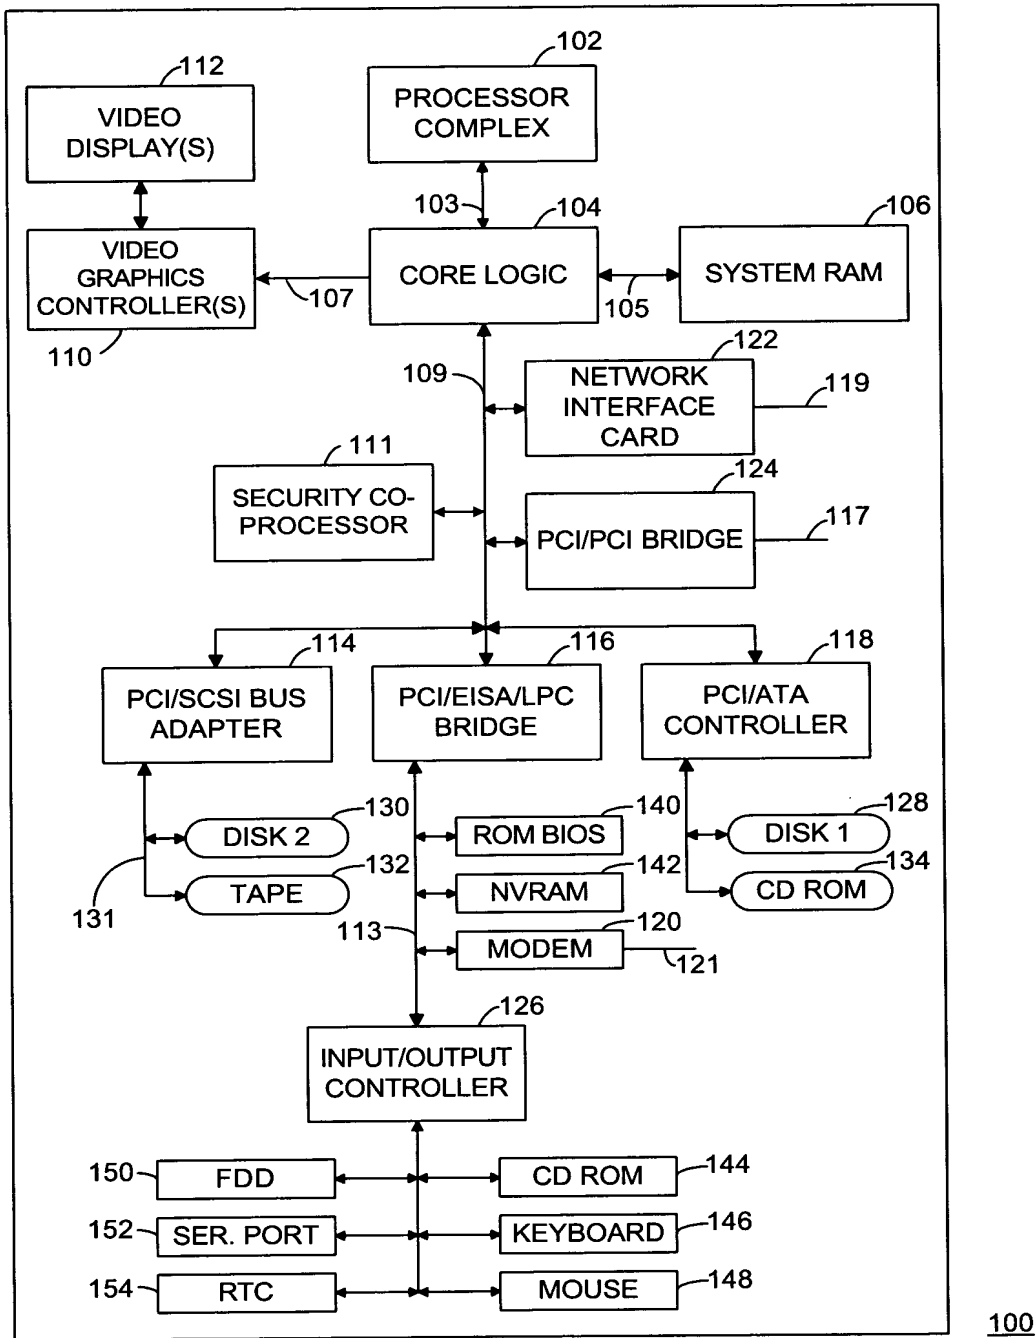 102
112
PROCESSOR
COMPLEX
VIDEO
DISPLAY(S)
103
104
106
VIDEO
GRAPHICS
CONTROLLER(S)
CORE LOGIC
SYSTEM RAM
107
105
110
109
122
NETWORK
INTERFACE
CARD
119
111
SECURITY CO-
PROCESSOR
124
PCI/PCI BRIDGE
117
114
116
118
PCI/SCSI BUS
ADAPTER
PCI/EISA/LPC
BRIDGE
PCI/ATA
CONTROLLER
130
DISK 2
140
ROM BIOS
128
DISK 1
132
TAPE
142
NVRAM
134
CD ROM
131
113
120
MODEM
121
126
INPUT/OUTPUT
CONTROLLER
150
FDD
CD ROM
144
152
SER. PORT
KEYBOARD
146
154
RTC
MOUSE
148
100